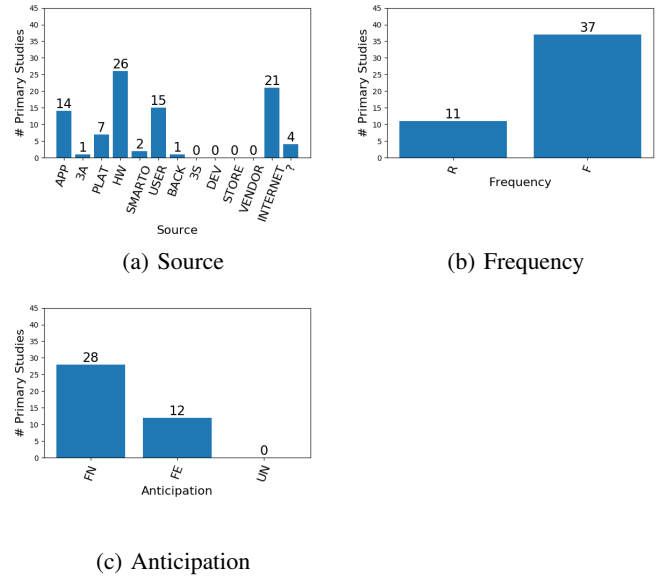 45
40
35
30
25
20
15
10
5
0
# Primary Studies
14
1
7
26
2
15
1
0
0
0
0
21
4
APP
3A
PLAT
HW
SMARTO
USER
BACK
3S
DEV
STORE
VENDOR
INTERNET
?
Source
(a) Source
45
40
35
30
25
20
15
10
5
0
# Primary Studies
11
37
R
F
Frequency
(b) Frequency
45
40
35
30
25
20
15
10
5
0
# Primary Studies
28
12
0
FN
FE
UN
Anticipation
(c) Anticipation